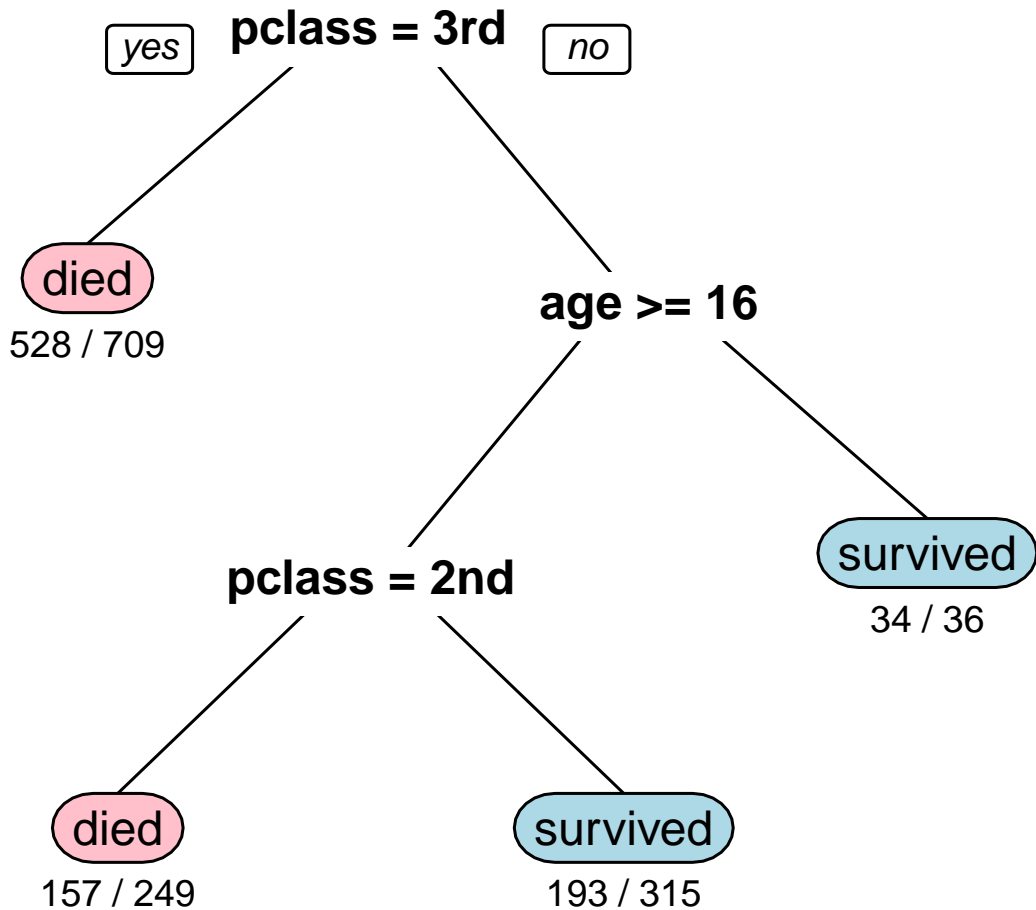 yes
pclass = 3rd
no
died
528 / 709
age >= 16
survived
34 / 36
pclass = 2nd
died
157 / 249
survived
193 / 315